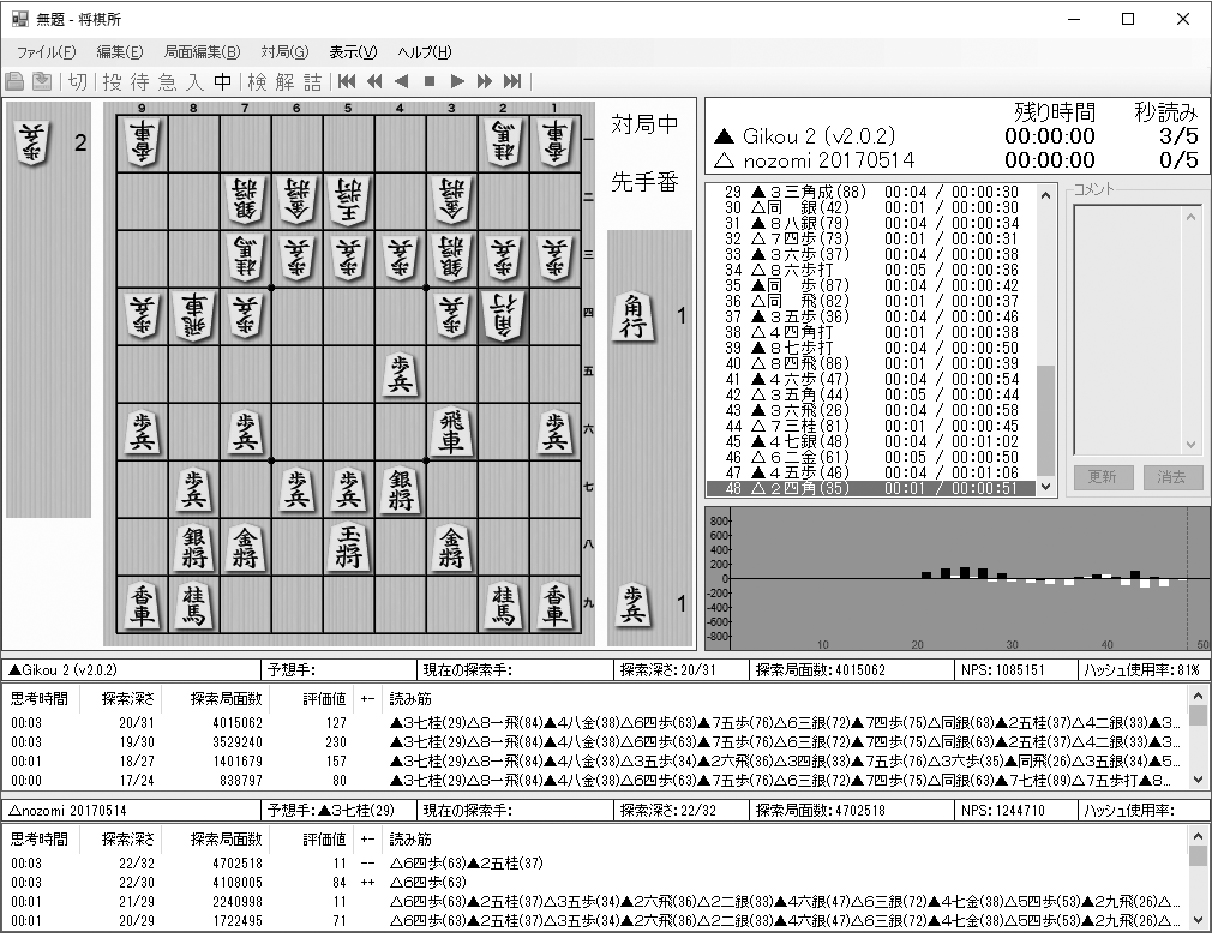 無題 - 将棋所
ファイル(F) 編集(E) 局面編集(B) 対局(G) 表示(V) ヘルプ(H)
切 投 待 急 入 中 検 解 詰
歩兵 2
9 8 7 6 5 4 3 2 1
香車 桂馬 香車 一
銀將 金將 王將 金將 二
桂馬 歩兵 歩兵 歩兵 銀將 歩兵 歩兵 三
歩兵 飛車 歩兵 歩兵 角行 四
歩兵 五
歩兵 歩兵 飛車 歩兵 六
歩兵 歩兵 歩兵 銀將 七
銀將 金將 玉將 金將 八
香車 桂馬 桂馬 香車 九
対局中
先手番
角行 1
歩兵 1
残り時間 秒読み
▲ Gikou 2 (v2.0.2) 00:00:00 3/5
△ nozomi 20170514 00:00:00 0/5
29 ▲３三角成(88) 00:04 / 00:00:30
30 △同　銀(42) 00:01 / 00:00:30
31 ▲８八銀(79) 00:04 / 00:00:34
32 △７四歩(73) 00:01 / 00:00:31
33 ▲３六歩(37) 00:04 / 00:00:38
34 △８六歩打 00:05 / 00:00:36
35 ▲同　歩(87) 00:04 / 00:00:42
36 △同　飛(82) 00:01 / 00:00:37
37 ▲３五歩(36) 00:04 / 00:00:46
38 △４四角打 00:01 / 00:00:38
39 ▲８七歩打 00:04 / 00:00:50
40 △８四飛(86) 00:01 / 00:00:39
41 ▲４六歩(47) 00:04 / 00:00:54
42 △３五角(44) 00:05 / 00:00:44
43 ▲３六飛(26) 00:04 / 00:00:58
44 △７三桂(81) 00:01 / 00:00:45
45 ▲４七銀(48) 00:04 / 00:01:02
46 △６二金(61) 00:05 / 00:00:50
47 ▲４五歩(46) 00:04 / 00:01:06
48 △２四角(35) 00:01 / 00:00:51
コメント
更新 消去
800
600
400
200
0
-200
-400
-600
-800
10 20 30 40 50
▲Gikou 2 (v2.0.2) 予想手: 現在の探索手: 探索深さ: 20/31 探索局面数: 4015062 NPS: 1085151 ハッシュ使用率: 81%
思考時間 探索深さ 探索局面数 評価値 +- 読み筋
00:03 20/31 4015062 127 ▲3七桂(29)△8一飛(84)▲4八金(38)△6四歩(63)▲7五歩(76)△6三銀(72)▲7四歩(75)△同銀(63)▲2五桂(37)△4二銀(33)▲3...
00:03 19/30 3529240 230 ▲3七桂(29)△8一飛(84)▲4八金(38)△6四歩(63)▲7五歩(76)△6三銀(72)▲7四歩(75)△同銀(63)▲2五桂(37)△4二銀(33)▲3...
00:01 18/27 1401679 157 ▲3七桂(29)△8一飛(84)▲4八金(38)△3五歩(34)▲2六飛(36)△3四銀(33)▲7五歩(76)△3六歩(35)▲同飛(26)△3五銀(34)▲5...
00:00 17/24 838797 80 ▲3七桂(29)△8一飛(84)▲4八金(38)△6四歩(63)▲7五歩(76)△6三銀(72)▲7四歩(75)△同銀(63)▲7七桂(89)△7五歩打▲8...
△nozomi 20170514 予想手: ▲3七桂(29) 現在の探索手: 探索深さ: 22/32 探索局面数: 4702518 NPS: 1244710 ハッシュ使用率:
思考時間 探索深さ 探索局面数 評価値 +- 読み筋
00:03 22/32 4702518 11 -- △6四歩(63)▲2五桂(37)
00:03 22/30 4108005 84 ++ △6四歩(63)
00:01 21/29 2240998 11 △6四歩(63)▲2五桂(37)△3五歩(34)▲2六飛(36)△2二銀(33)▲4六銀(47)△6三銀(72)▲4七金(38)△5四歩(53)▲2九飛(26)△...
00:01 20/29 1722495 71 △6四歩(63)▲2五桂(37)△3五歩(34)▲2六飛(36)△2二銀(33)▲4六銀(47)△6三銀(72)▲4七金(38)△5四歩(53)▲2九飛(26)△...